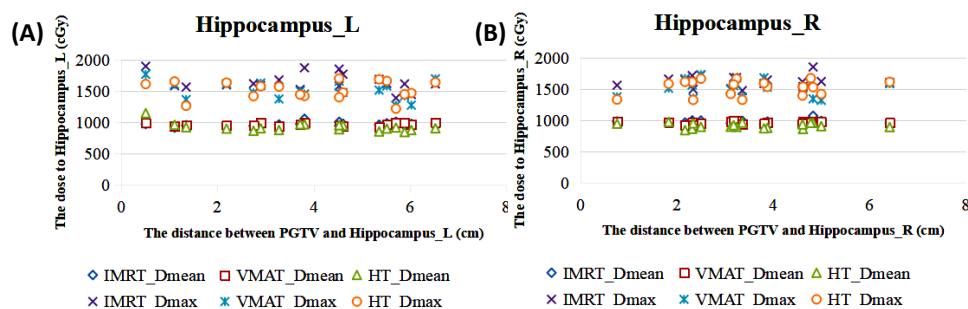 (A)
Hippocampus_L
The dose to Hippocampus_L (cGy)
2000
1500
1000
500
0
0 2 4 6 8
The distance between PGTV and Hippocampus_L (cm)
IMRT_Dmean VMAT_Dmean HT_Dmean
IMRT_Dmax VMAT_Dmax HT_Dmax
(B)
Hippocampus_R
The dose to Hippocampus_R (cGy)
2000
1500
1000
500
0
0 2 4 6 8
The distance between PGTV and Hippocampus_R (cm)
IMRT_Dmean VMAT_Dmean HT_Dmean
IMRT_Dmax VMAT_Dmax HT_Dmax